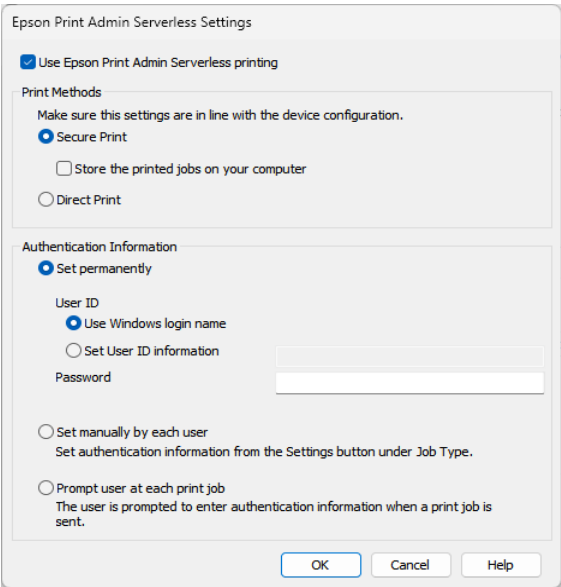 Epson Print Admin Serverless Settings
Use Epson Print Admin Serverless printing
Print Methods
Make sure this settings are in line with the device configuration.
Secure Print
Store the printed jobs on your computer
Direct Print
Authentication Information
Set permanently
User ID
Use Windows login name
Set User ID information
Password
Set manually by each user
Set authentication information from the Settings button under Job Type.
Prompt user at each print job
The user is prompted to enter authentication information when a print job is
sent.
OK Cancel Help